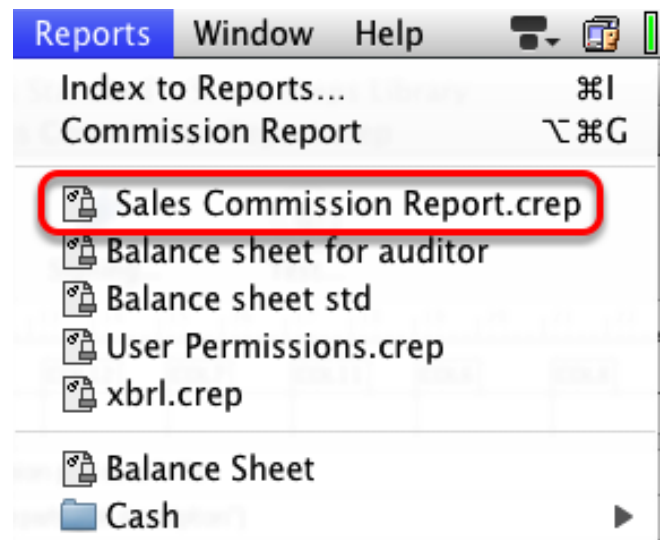 Reports Window Help
Index to Reports... ⌘I
Commission Report ⌥⌘G
Sales Commission Report.crep
Balance sheet for auditor
Balance sheet std
User Permissions.crep
xbrl.crep
Balance Sheet
Cash